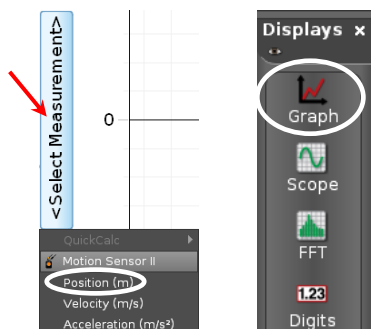 <Select Measurement>
0
QuickCalc
Motion Sensor II
Position (m)
Velocity (m/s)
Acceleration (m/s²)
Displays ×
Graph
Scope
FFT
1.23
Digits